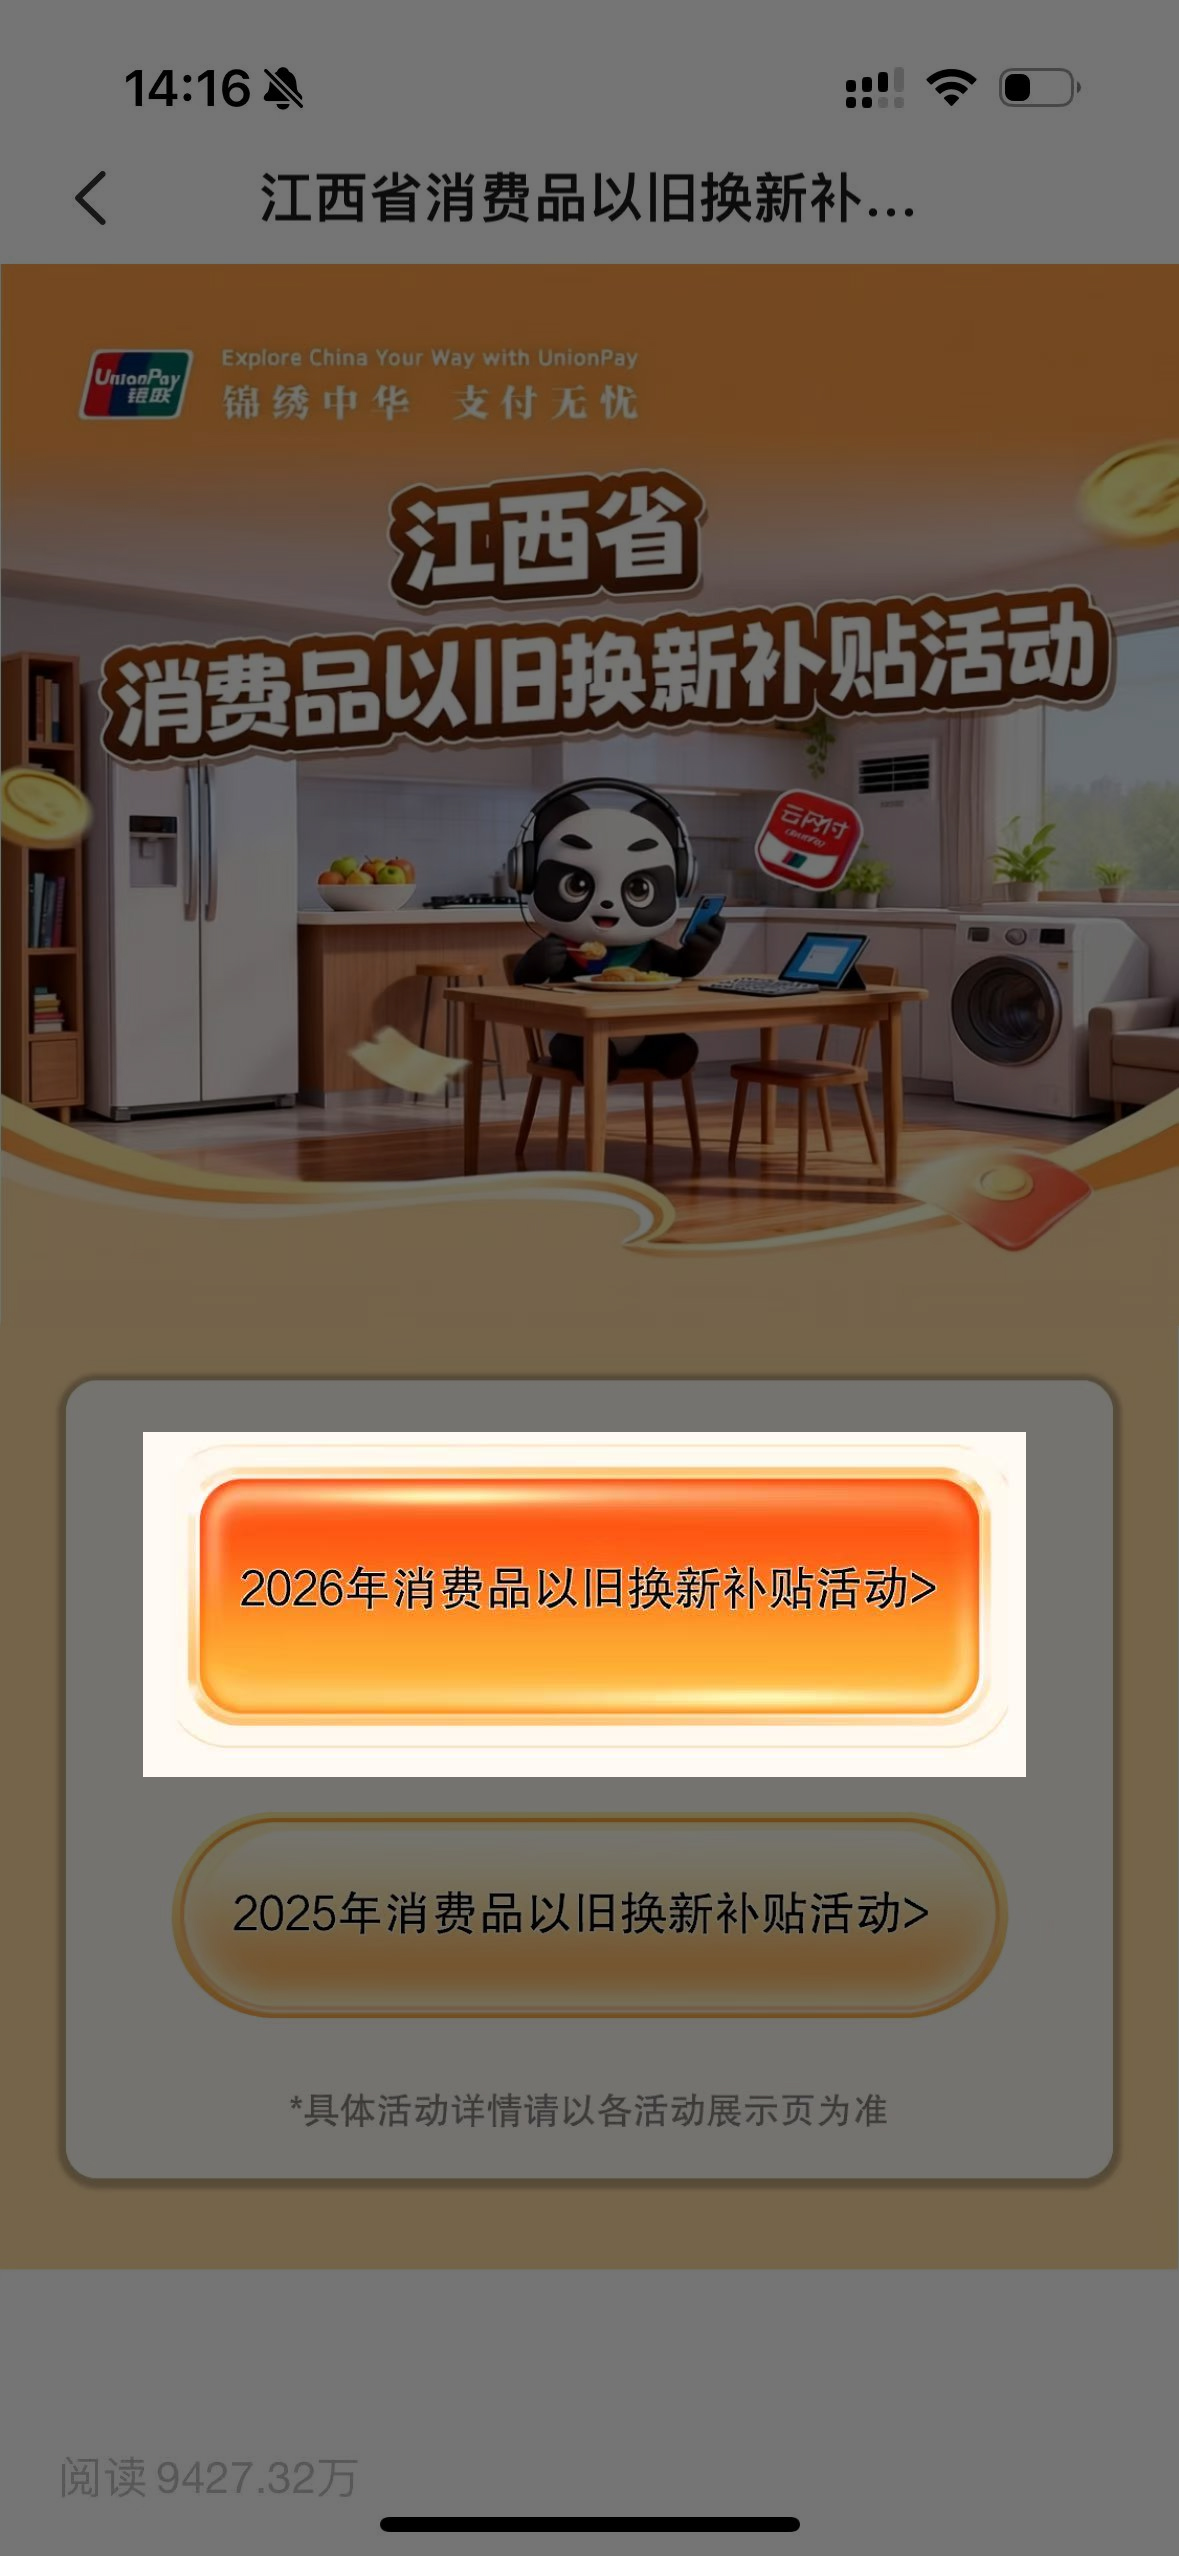 14:16
江西省消费品以旧换新补...
UnionPay
银联
Explore China Your Way with UnionPay
锦绣中华 支付无忧
江西省
消费品以旧换新补贴活动
2026年消费品以旧换新补贴活动>
2025年消费品以旧换新补贴活动>
*具体活动详情请以各活动展示页为准
阅读 9427.32万